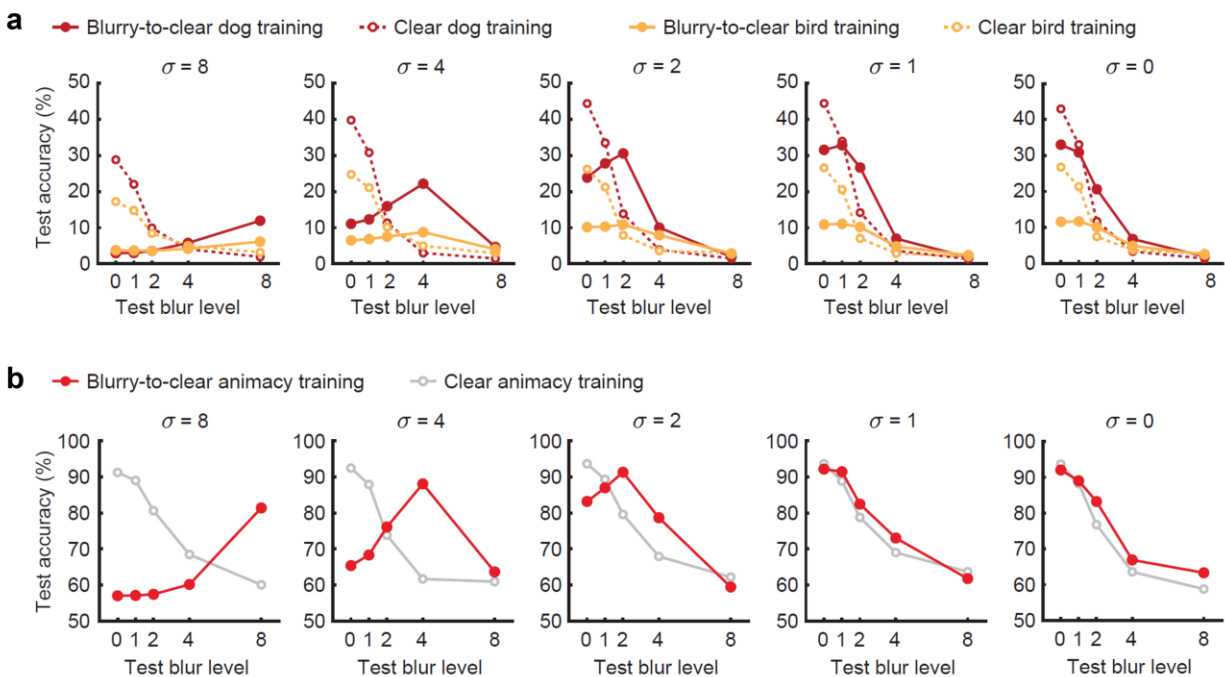 a
Blurry-to-clear dog training Clear dog training Blurry-to-clear bird training Clear bird training
σ = 8 σ = 4 σ = 2 σ = 1 σ = 0
50 50 50 50 50
40 40 40 40 40
30 30 30 30 30
20 20 20 20 20
10 10 10 10 10
0 0 0 0 0
Test accuracy (%)
0 1 2 4 8 0 1 2 4 8 0 1 2 4 8 0 1 2 4 8 0 1 2 4 8
Test blur level Test blur level Test blur level Test blur level Test blur level
b
Blurry-to-clear animacy training Clear animacy training
σ = 8 σ = 4 σ = 2 σ = 1 σ = 0
100 100 100 100 100
90 90 90 90 90
80 80 80 80 80
70 70 70 70 70
60 60 60 60 60
50 50 50 50 50
Test accuracy (%)
0 1 2 4 8 0 1 2 4 8 0 1 2 4 8 0 1 2 4 8 0 1 2 4 8
Test blur level Test blur level Test blur level Test blur level Test blur level